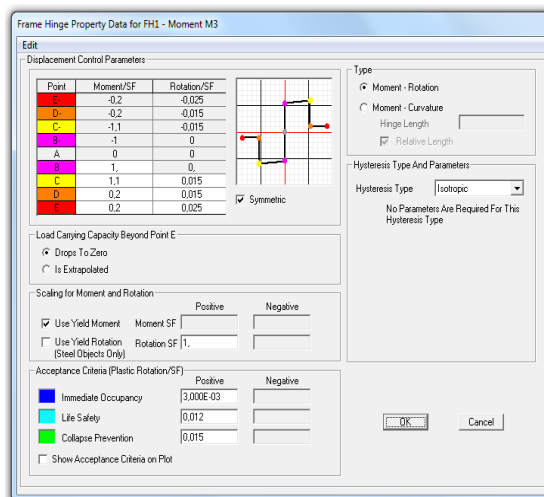 Frame Hinge Property Data for FH1 - Moment M3
Edit
Displacement Control Parameters
Point Moment/SF Rotation/SF
E- -0,2 -0,025
D- -0,2 -0,015
C- -1,1 -0,015
B- -1 0
A 0 0
B 1, 0,
C 1,1 0,015
D 0,2 0,015
E 0,2 0,025
Symmetric
Load Carrying Capacity Beyond Point E
Drops To Zero
Is Extrapolated
Scaling for Moment and Rotation
Positive Negative
Use Yield Moment Moment SF
Use Yield Rotation Rotation SF 1,
(Steel Objects Only)
Acceptance Criteria (Plastic Rotation/SF)
Positive Negative
Immediate Occupancy 3,000E-03
Life Safety 0,012
Collapse Prevention 0,015
Show Acceptance Criteria on Plot
Type
Moment - Rotation
Moment - Curvature
Hinge Length
Relative Length
Hysteresis Type And Parameters
Hysteresis Type Isotropic
No Parameters Are Required For This
Hysteresis Type
OK Cancel